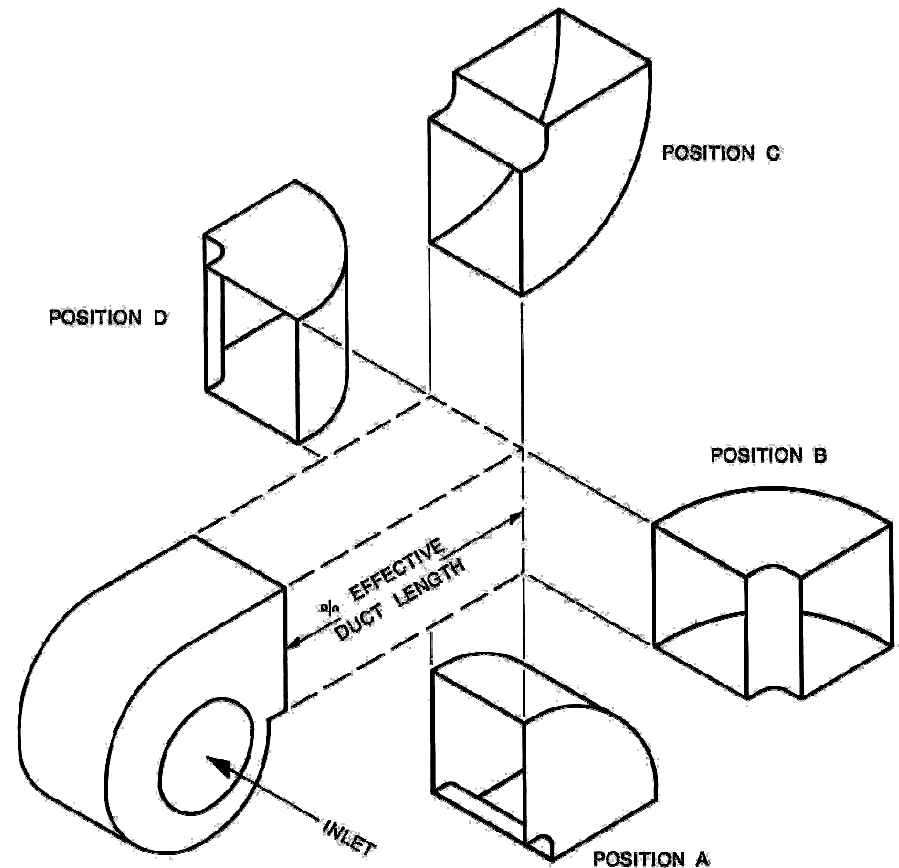 POSITION C
POSITION D
POSITION B
% EFFECTIVE
DUCT LENGTH
INLET
POSITION A